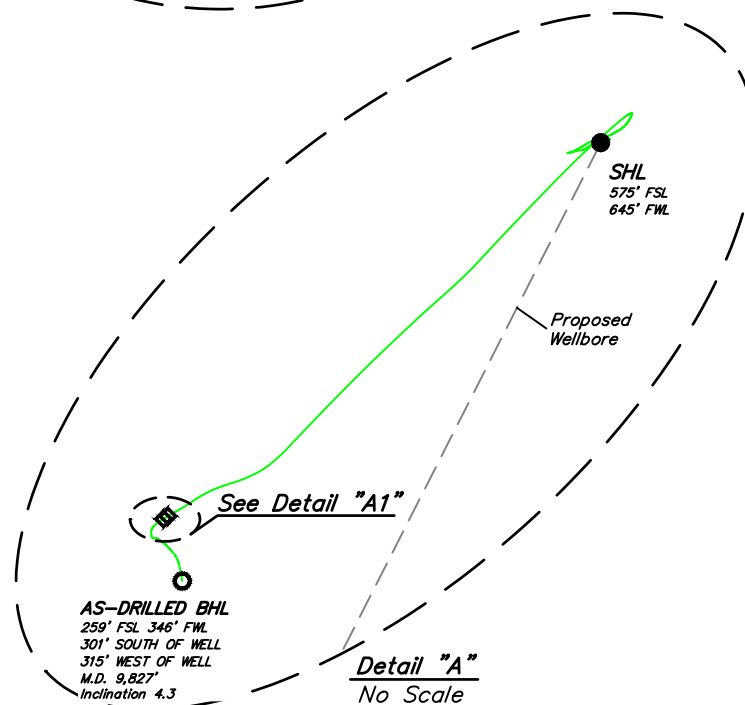 SHL
575' FSL
645' FWL
Proposed
Wellbore
See Detail "A1"
AS-DRILLED BHL
259' FSL 346' FWL
301' SOUTH OF WELL
315' WEST OF WELL
M.D. 9,827'
Inclination 4.3
Detail "A"
No Scale